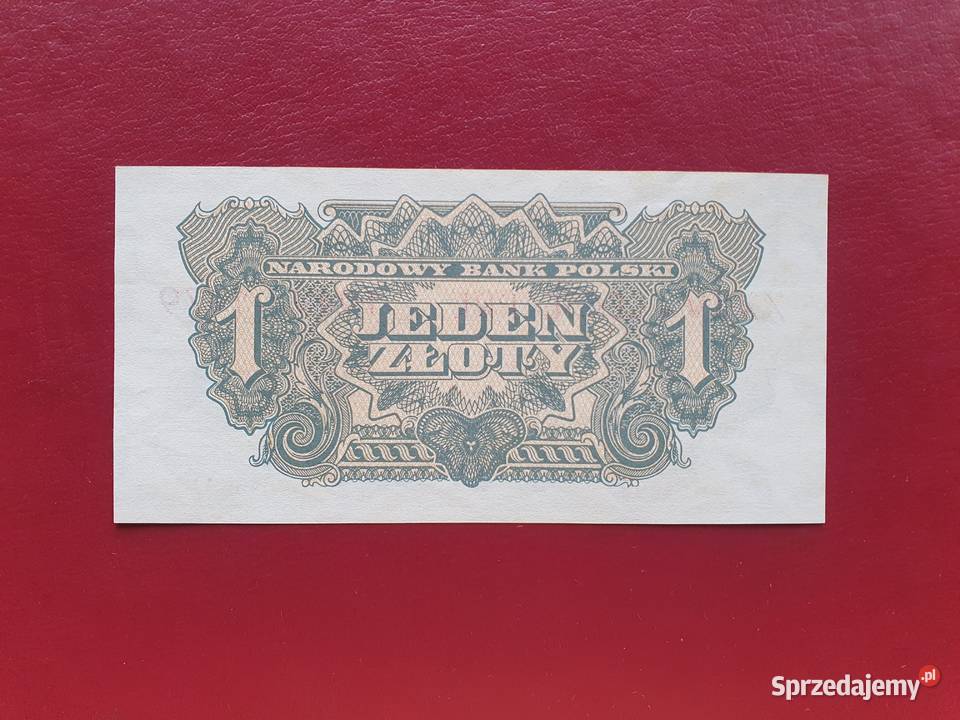 NARODOWY BANK POLSKI
1 JEDEN 1
ZŁOTY
Sprzedajemy.pl